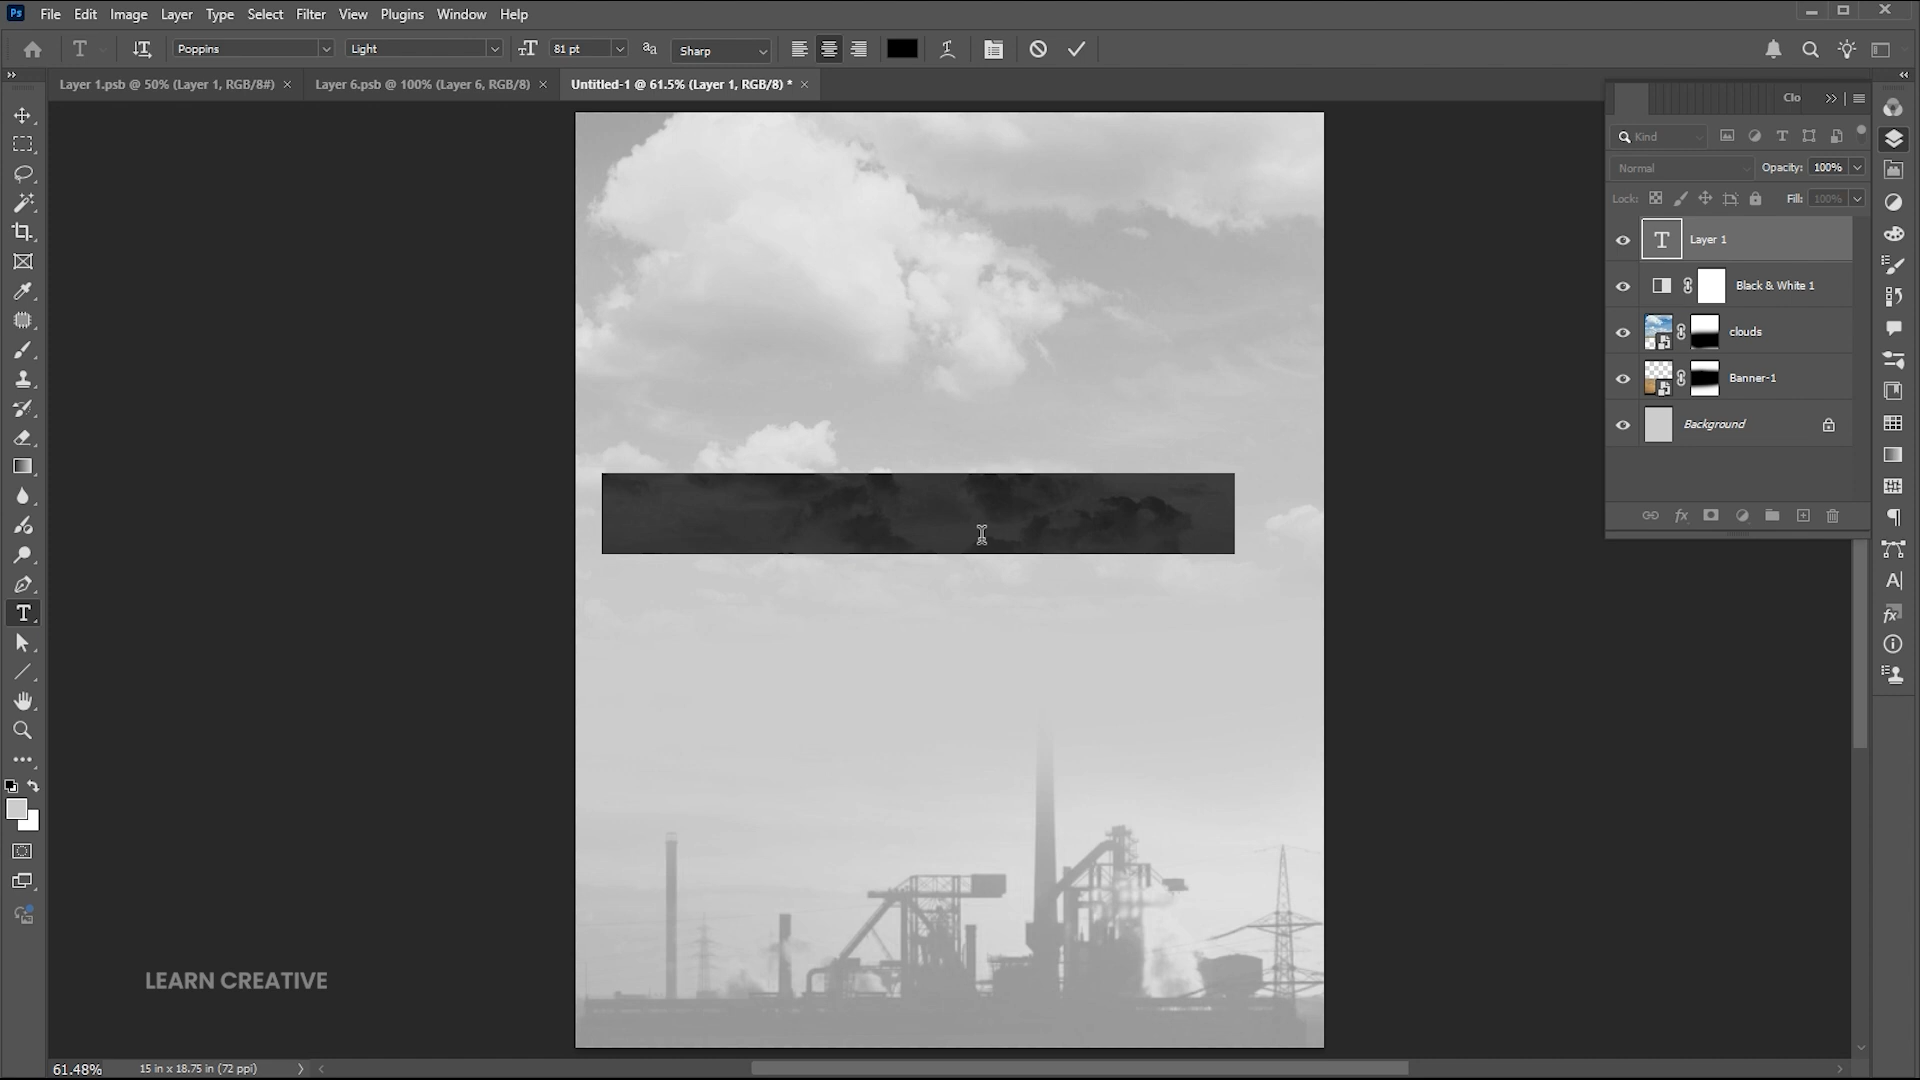 Ps File Edit Image Layer Type Select Filter View Plugins Window Help
T Poppins Light 81 pt Sharp
Layer 1.psb @ 50% (Layer 1, RGB/8#) Layer 6.psb @ 100% (Layer 6, RGB/8) Untitled-1 @ 61.5% (Layer 1, RGB/8) *
Clo
Kind
Normal Opacity: 100%
Lock: Fill: 100%
T Layer 1
Black & White 1
clouds
Banner-1
Background
LEARN CREATIVE
61.48% 15 in x 18.75 in (72 ppi)